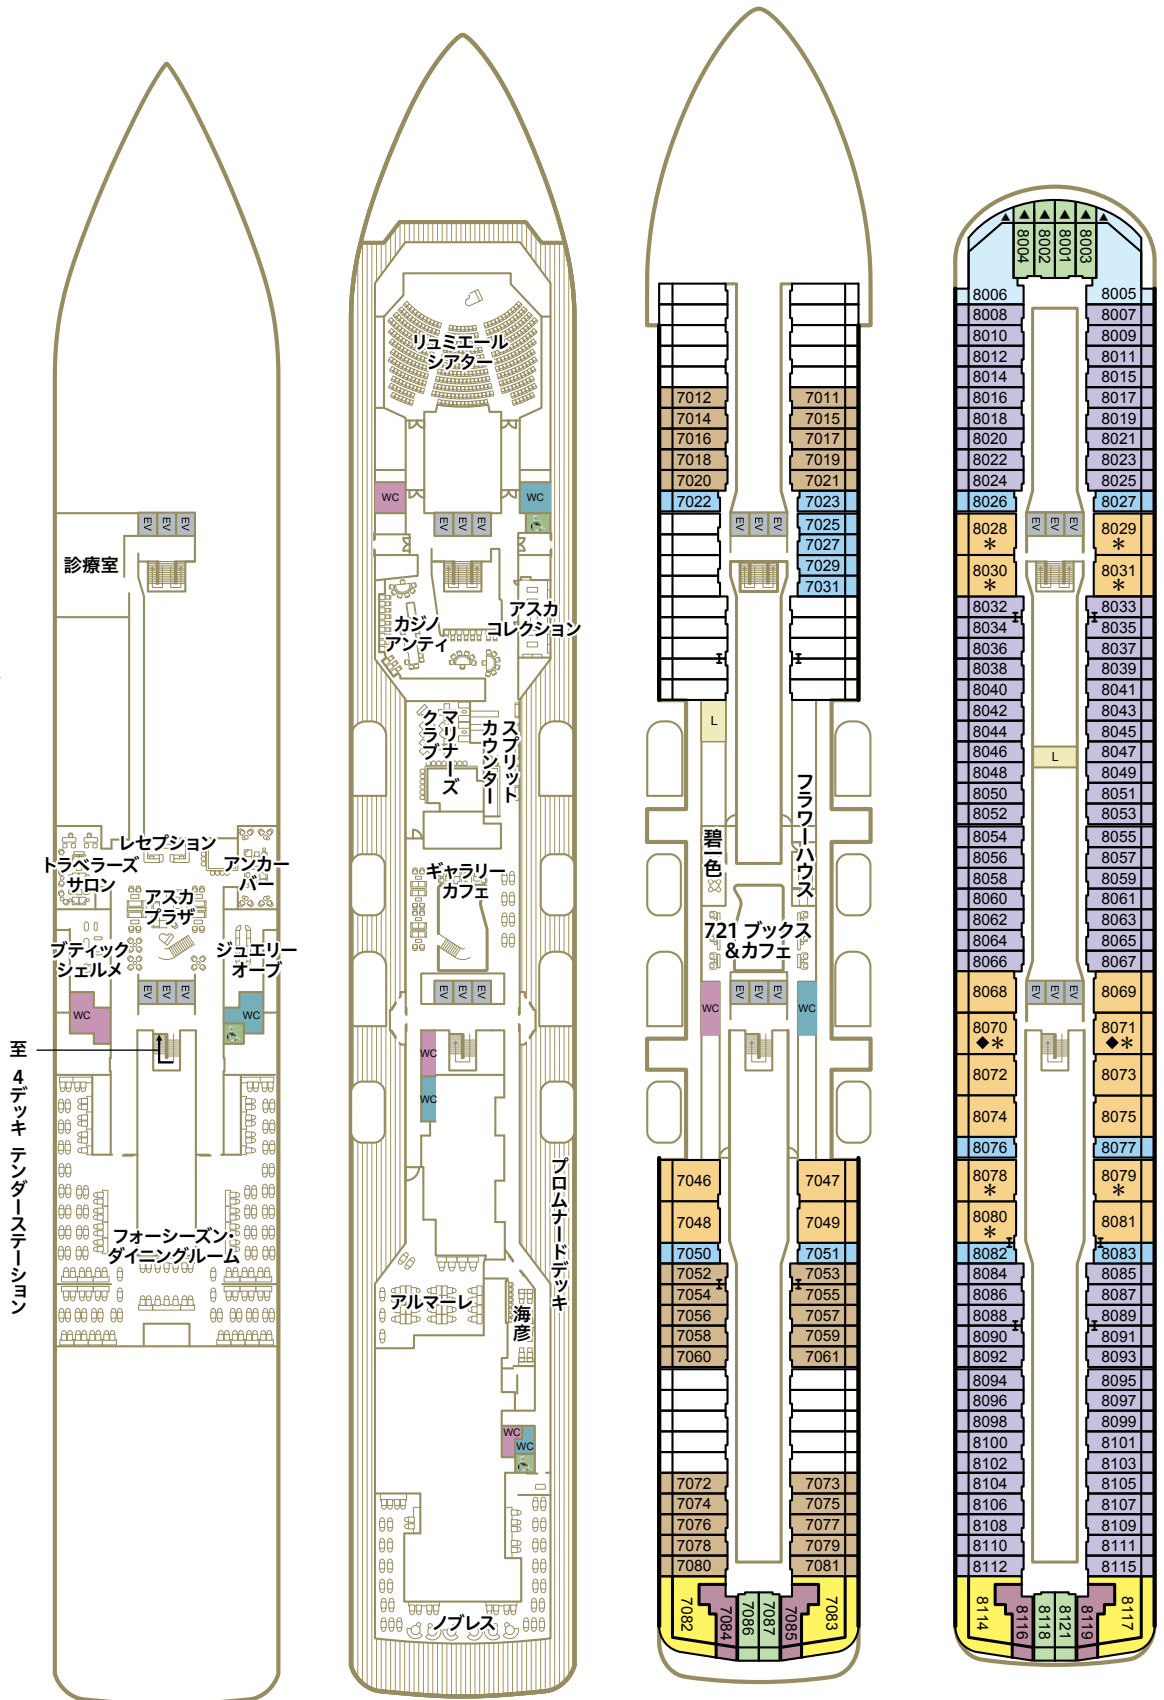 EV EV EV
診療室
レセプション
トラベラーズ
サロン
アンカー
バー
アスカ
プラザ
ブティック
シェルメ
ジュエリー
オーブ
EV EV EV
WC
WC
至 4デッキ テンダーステーション
フォーシーズン・
ダイニングルーム
リュミエール
シアター
WC
WC
EV EV EV
カジノ
アンティ
アスカ
コレクション
マリナーズ
クラブ
スプリット
カウンター
ギャラリー
カフェ
EV EV EV
WC
WC
プロムナードデッキ
アルマーレ
海彦
WC
WC
ノブレス
7012 7011
7014 7015
7016 7017
7018 7019
7020 7021
7022 7023
EV EV EV
7025
7027
7029
7031
L
フラワーハウス
碧一色
721 ブックス
&カフェ
EV EV EV
WC
WC
7046 7047
7048 7049
7050 7051
7052 7053
7054 7055
7056 7057
7058 7059
7060 7061
7072 7073
7074 7075
7076 7077
7078 7079
7080 7081
7082 7084 7086 7087 7085 7083
▲ ▲ ▲ ▲ ▲ ▲
8004 8002 8001 8003
8006 8005
8008 8007
8010 8009
8012 8011
8014 8015
8016 8017
8018 8019
8020 8021
8022 8023
8024 8025
8026 8027
EV EV EV
8028 8029
＊ ＊
8030 8031
＊ ＊
8032 8033
8034 8035
8036 8037
8038 8039
8040 8041
8042 8043
8044 8045
8046 L 8047
8048 8049
8050 8051
8052 8053
8054 8055
8056 8057
8058 8059
8060 8061
8062 8063
8064 8065
8066 8067
8068 8069
EV EV EV
8070 8071
◆＊ ◆＊
8072 8073
8074 8075
8076 8077
8078 8079
＊ ＊
8080 8081
＊
8082 8083
8084 8085
8086 8087
8088 8089
8090 8091
8092 8093
8094 8095
8096 8097
8098 8099
8100 8101
8102 8103
8104 8105
8106 8107
8108 8109
8110 8111
8112 8115
8114 8116 8118 8121 8119 8117